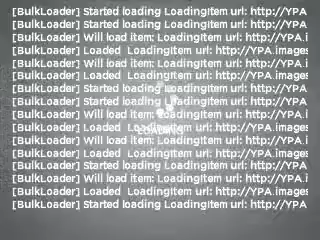 [BulkLoader] Started loading LoadingItem url: http://YPA
[BulkLoader] Started loading LoadingItem url: http://YPA
[BulkLoader] Will load item: LoadingItem url: http://YPA.i
[BulkLoader] Loaded  LoadingItem url: http://YPA.images
[BulkLoader] Will load item: LoadingItem url: http://YPA.i
[BulkLoader] Loaded  LoadingItem url: http://YPA.images
[BulkLoader] Started loading LoadingItem url: http://YPA
[BulkLoader] Started loading LoadingItem url: http://YPA
[BulkLoader] Will load item: LoadingItem url: http://YPA.i
[BulkLoader] Loaded  LoadingItem url: http://YPA.images
[BulkLoader] Will load item: LoadingItem url: http://YPA.i
[BulkLoader] Loaded  LoadingItem url: http://YPA.images
[BulkLoader] Started loading LoadingItem url: http://YPA
[BulkLoader] Will load item: LoadingItem url: http://YPA.i
[BulkLoader] Loaded  LoadingItem url: http://YPA.images
[BulkLoader] Started loading LoadingItem url: http://YPA